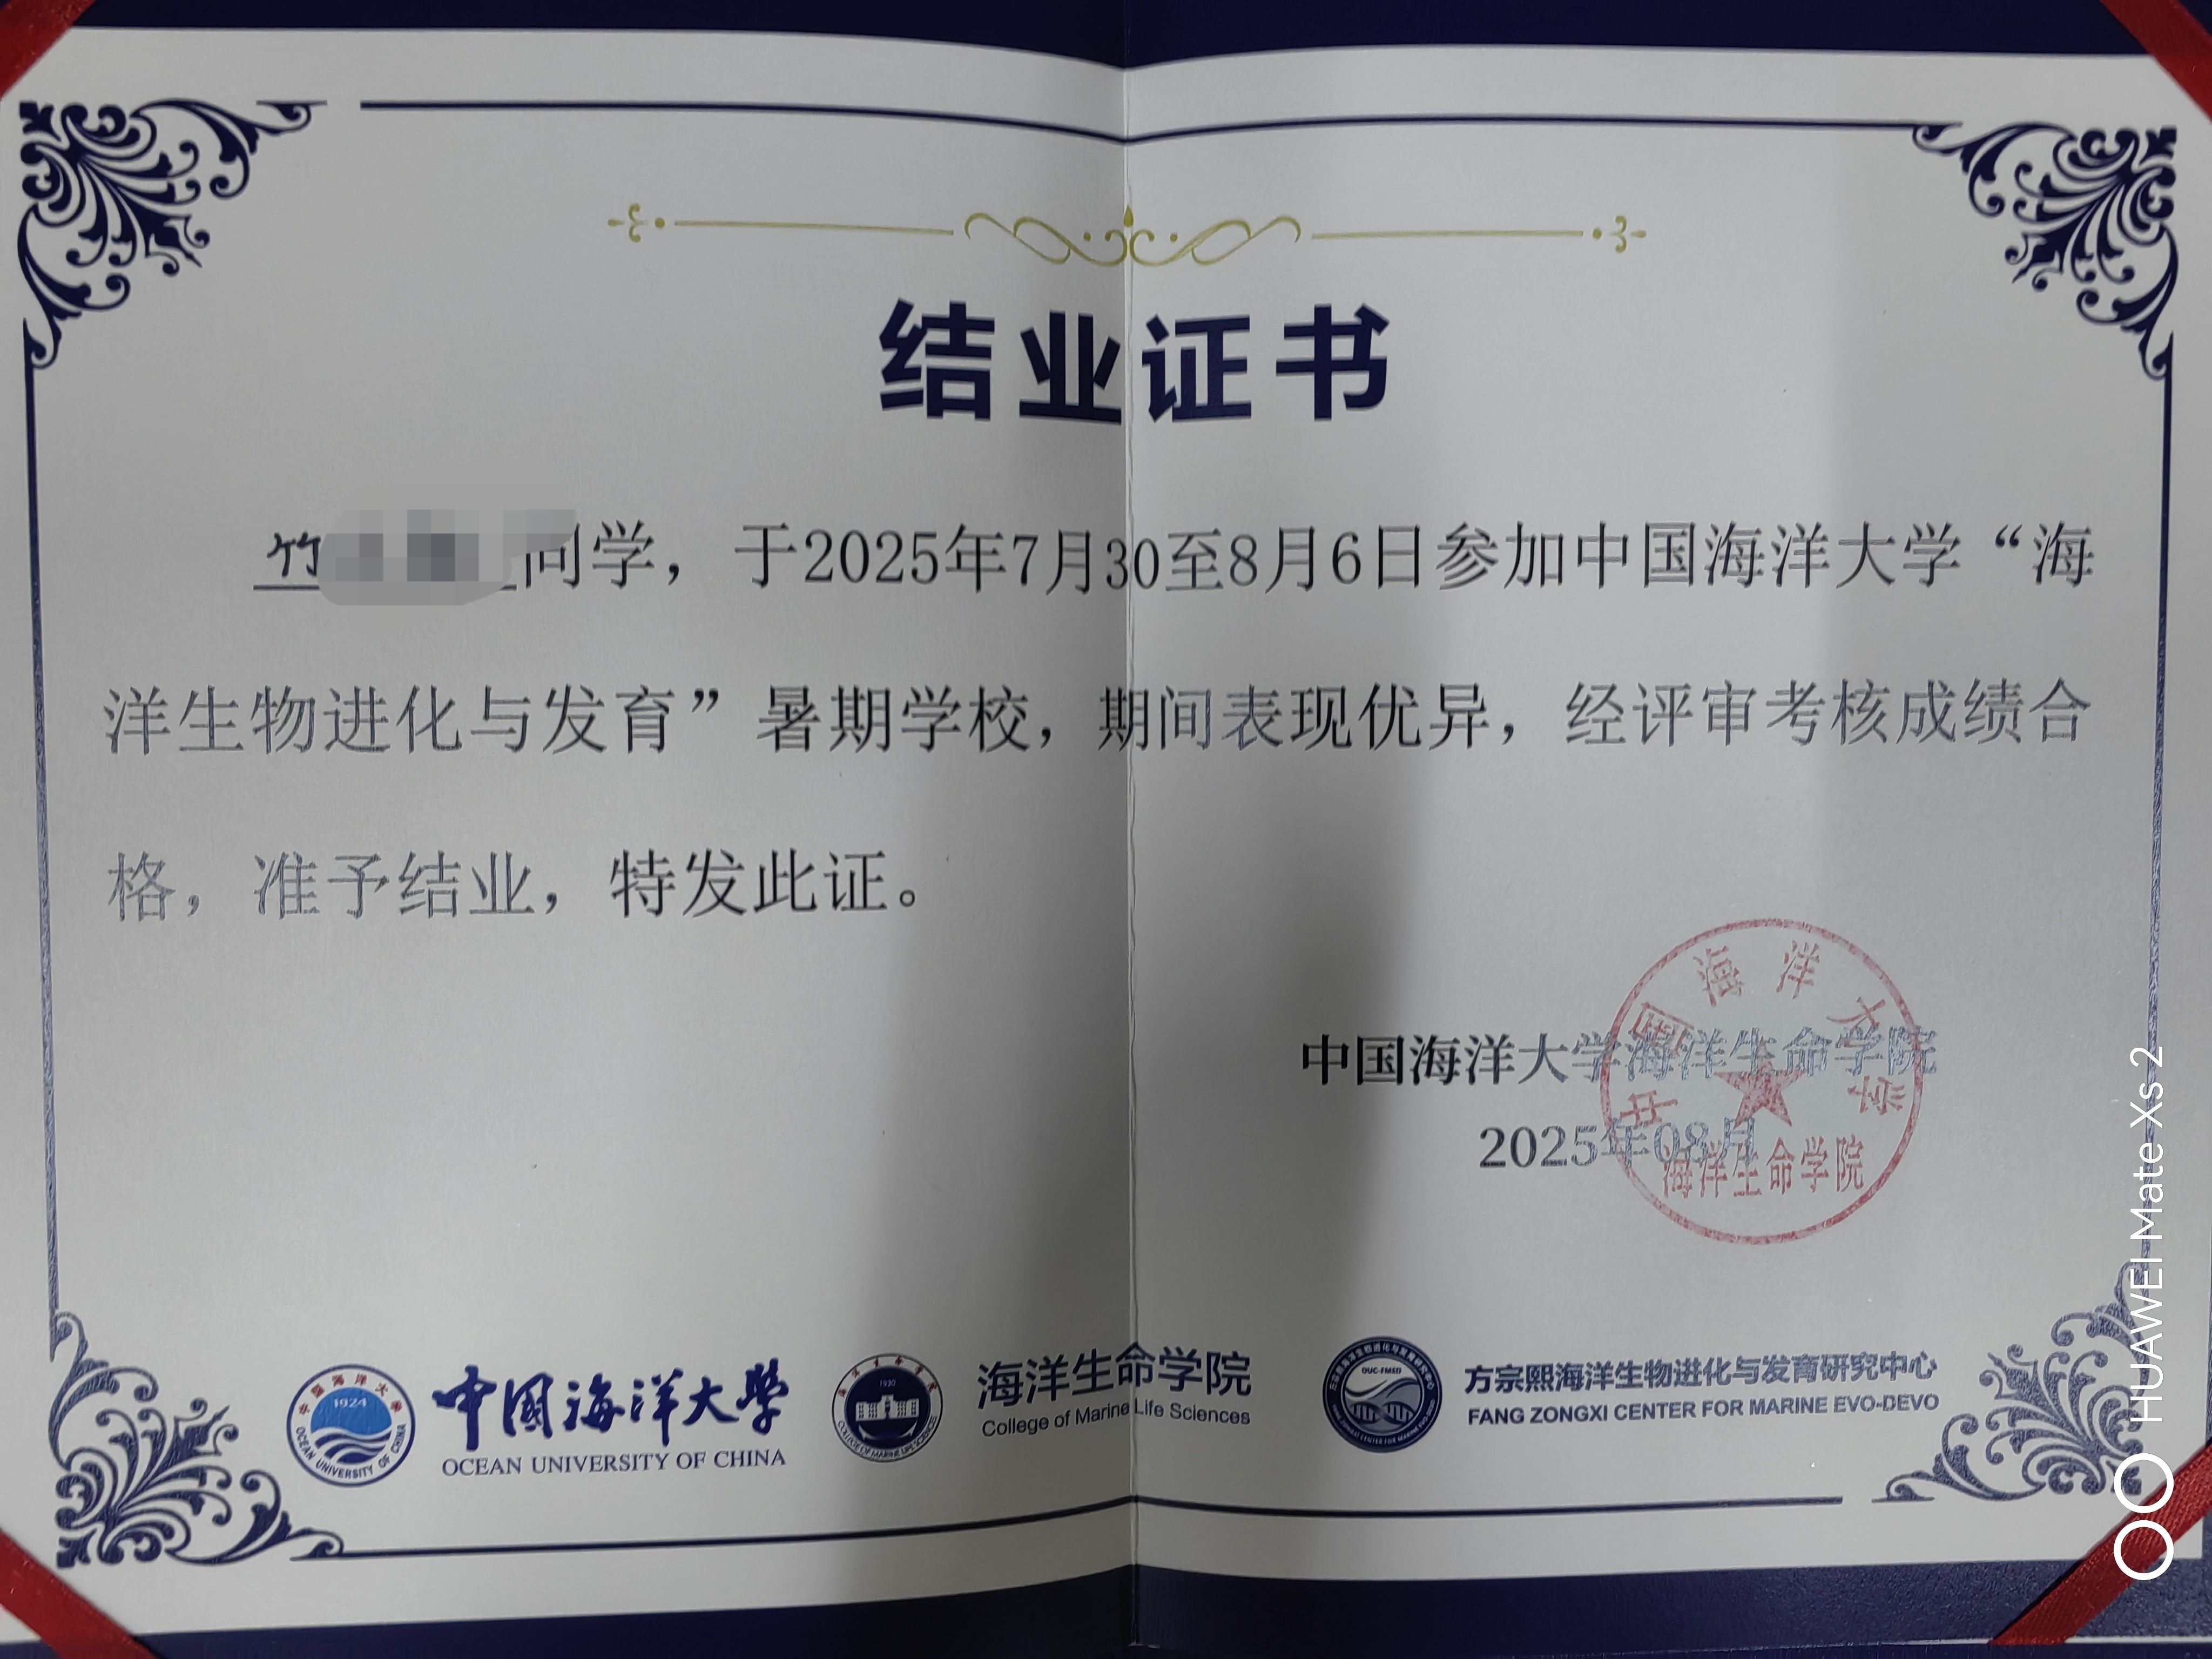 结业证书
竹 同学，于2025年7月30至8月6日参加中国海洋大学“海
洋生物进化与发育”暑期学校，期间表现优异，经评审考核成绩合
格，准予结业，特发此证。
中国海洋大学海洋生命学院
2025年08月
中国海洋大学
海洋生命学院
中国海洋大学
1924
OCEAN UNIVERSITY OF CHINA
中国海洋大学
OCEAN UNIVERSITY OF CHINA
海洋生命学院
1930
COLLEGE OF MARINE LIFE SCIENCES
海洋生命学院
College of Marine Life Sciences
OUC-FMED
方宗熙海洋生物进化与发育研究中心
FANG ZONGXI CENTER FOR MARINE EVO-DEVO
HUAWEI Mate Xs 2